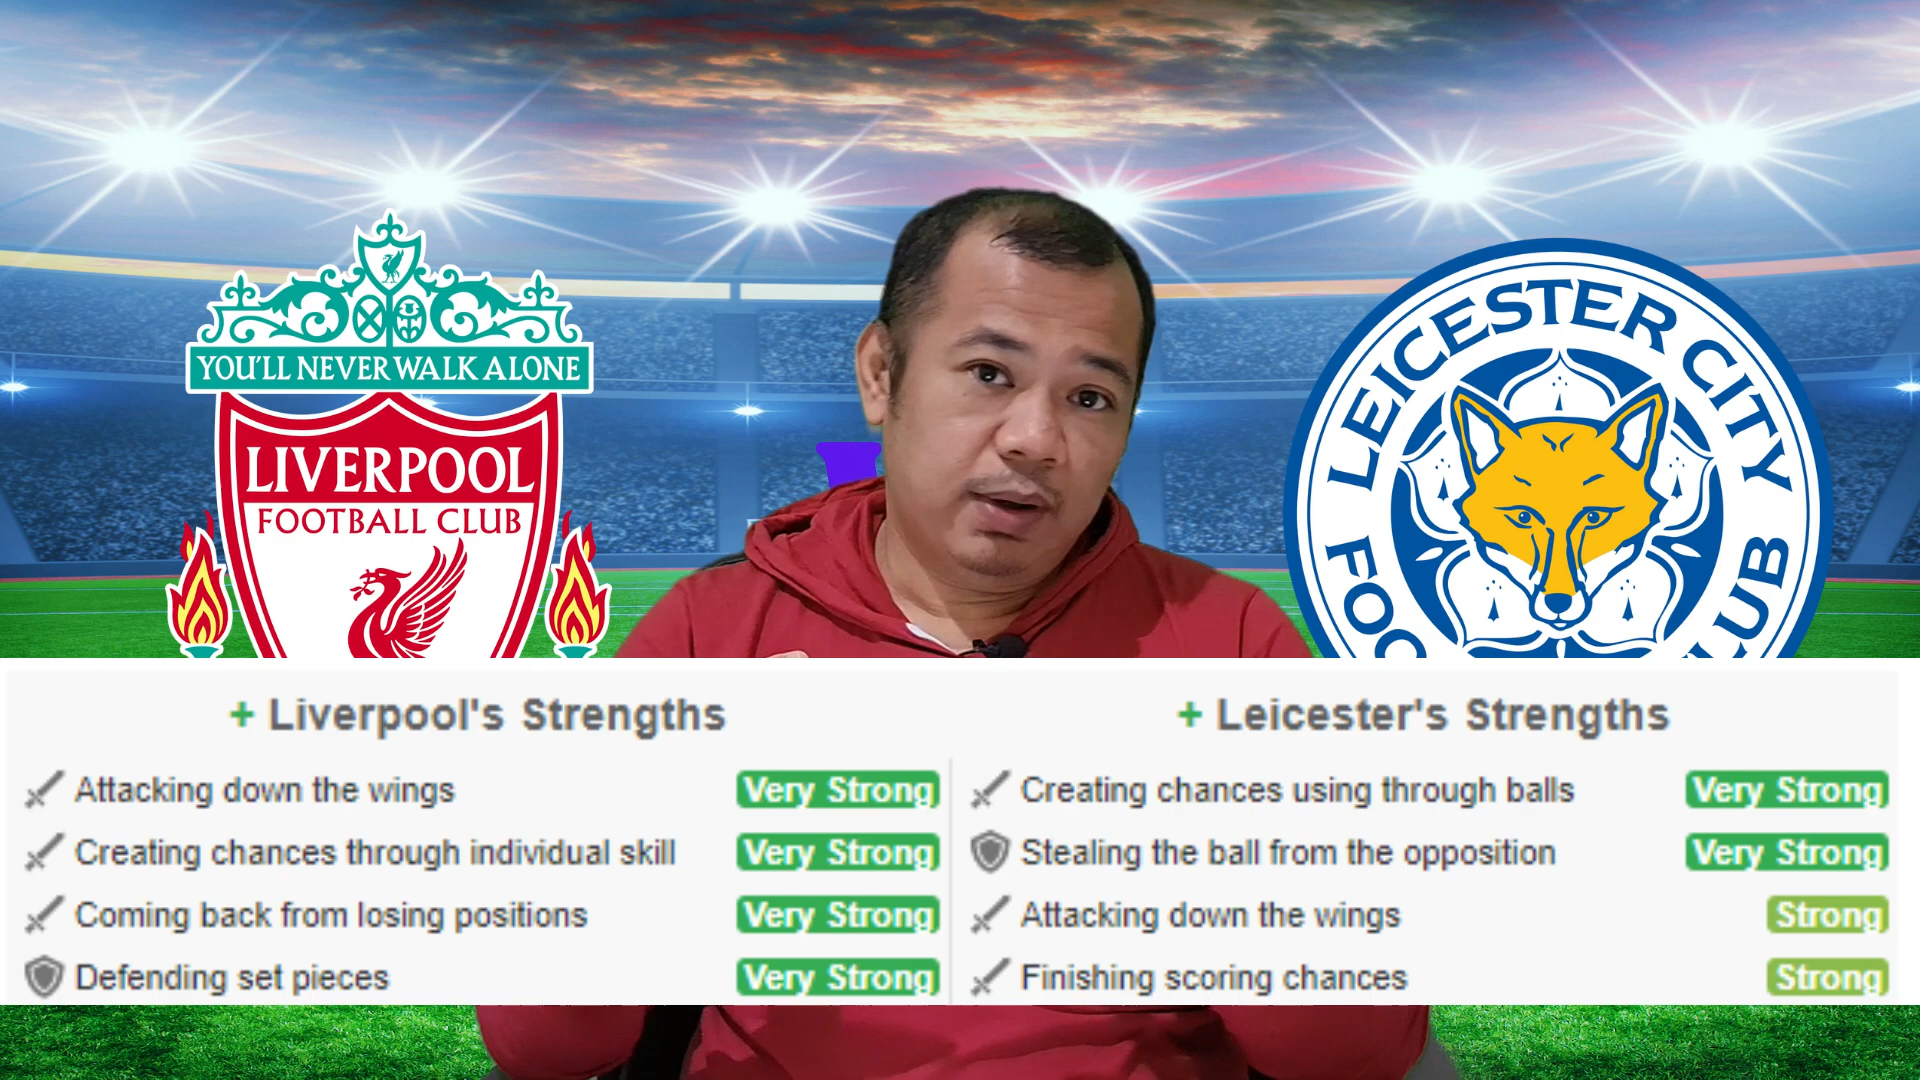 YOU'LL NEVER WALK ALONE
LIVERPOOL
FOOTBALL CLUB
LEICESTER CITY
+ Liverpool's Strengths
Attacking down the wings Very Strong
Creating chances through individual skill Very Strong
Coming back from losing positions Very Strong
Defending set pieces Very Strong
+ Leicester's Strengths
Creating chances using through balls Very Strong
Stealing the ball from the opposition Very Strong
Attacking down the wings Strong
Finishing scoring chances Strong